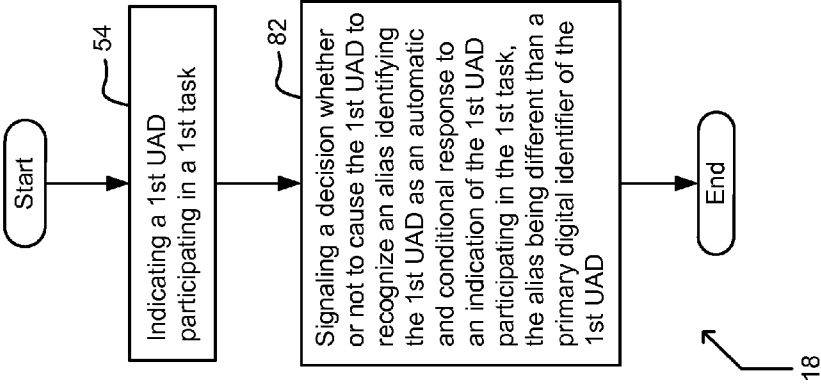 Start
54
Indicating a 1st UAD
participating in a 1st task
82
Signaling a decision whether
or not to cause the 1st UAD to
recognize an alias identifying
the 1st UAD as an automatic
and conditional response to
an indication of the 1st UAD
participating in the 1st task,
the alias being different than a
primary digital identifier of the
1st UAD
End
18